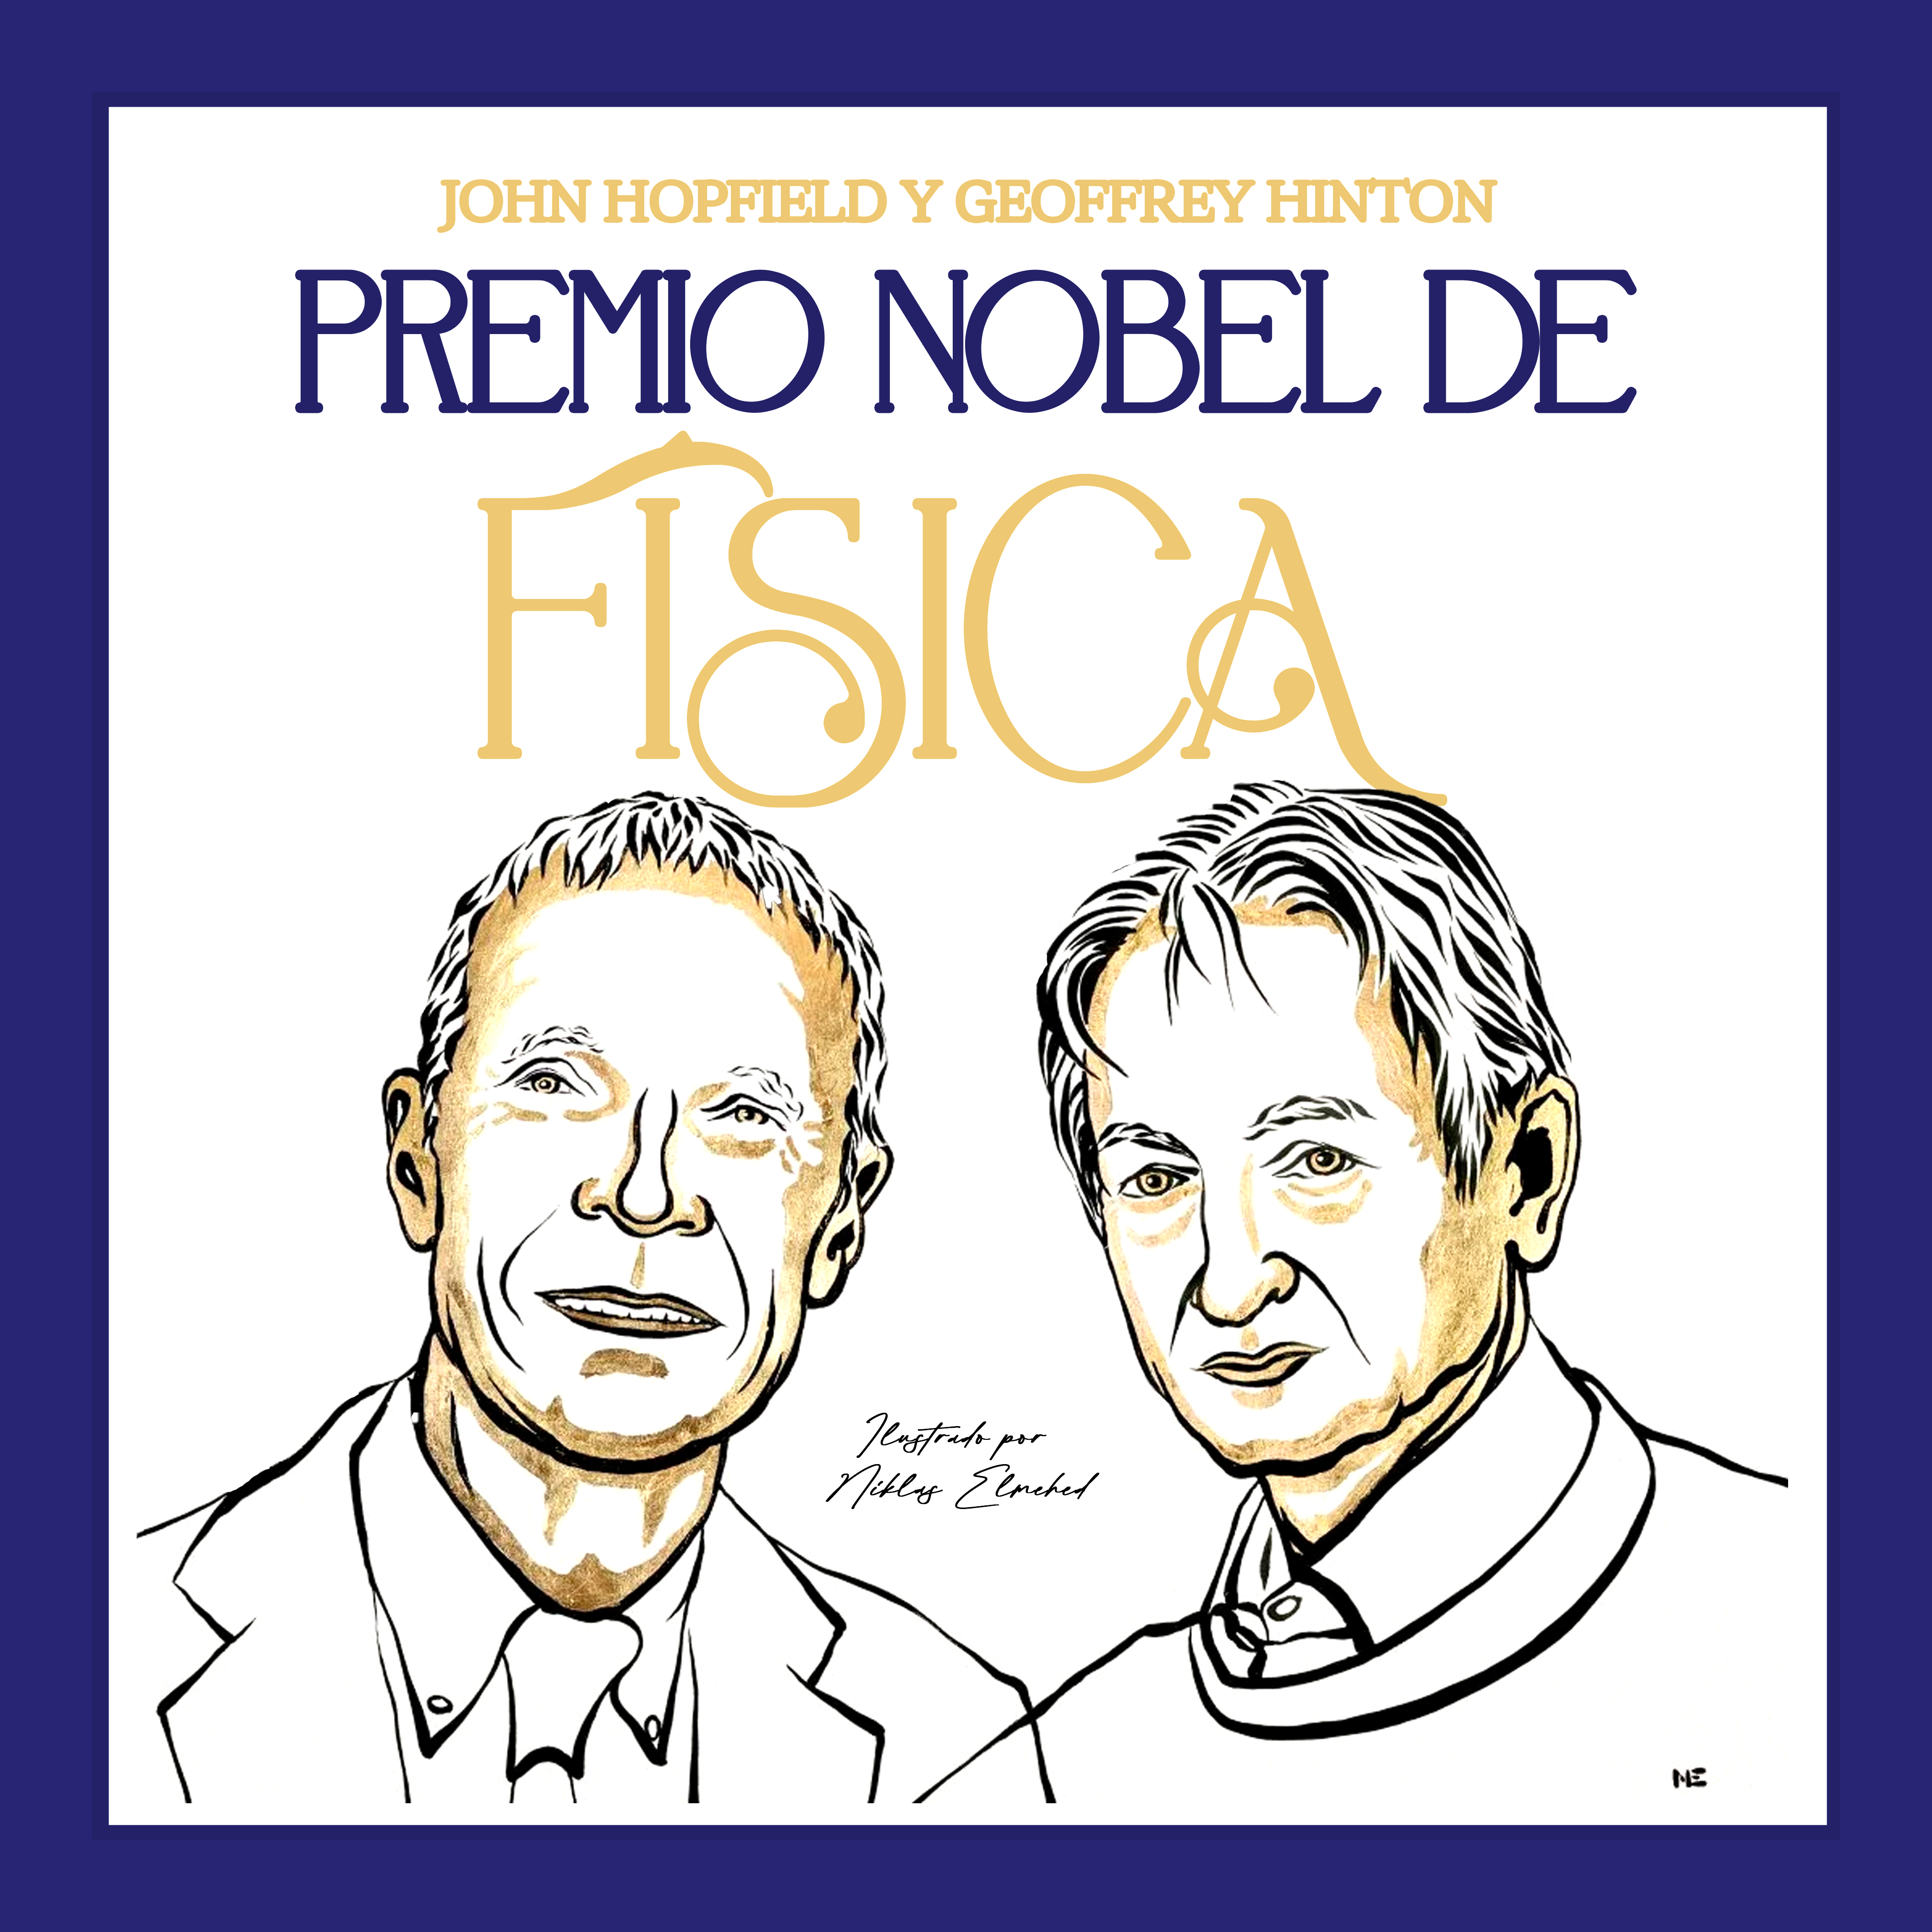 JOHN HOPFIELD Y GEOFFREY HINTON
PREMIO NOBEL DE
FÍSICA
Ilustrado por
Niklas Elmehed
NE